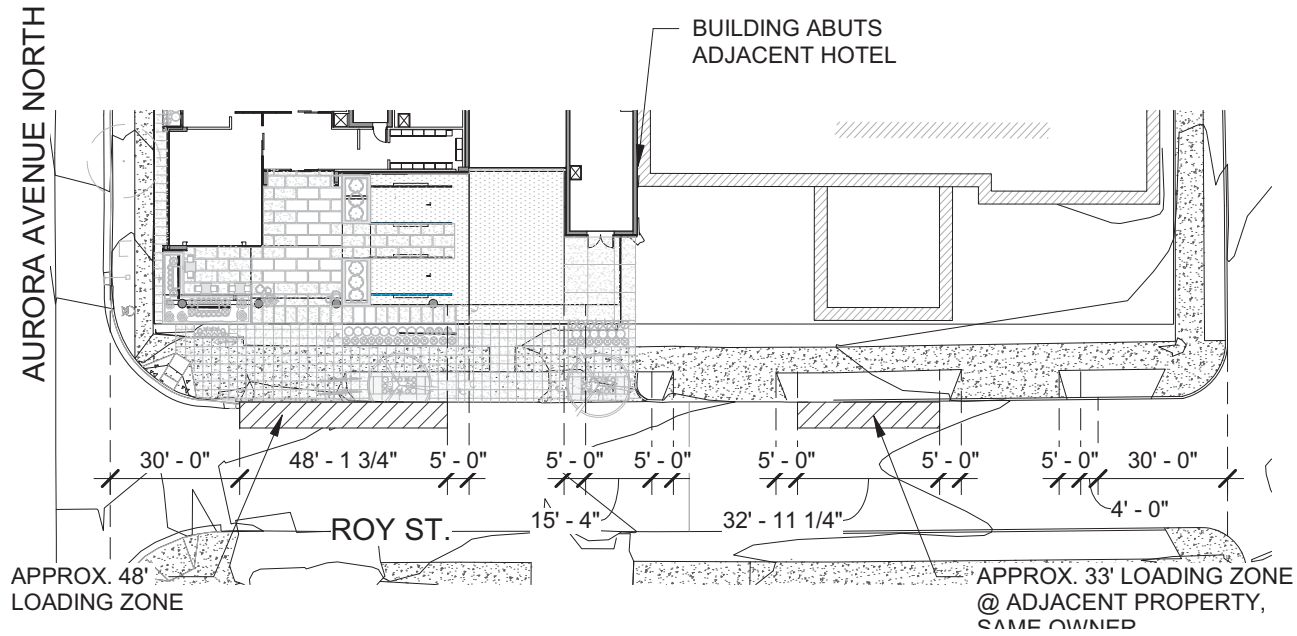 BUILDING ABUTS
ADJACENT HOTEL
AURORA AVENUE NORTH
30' - 0" 48' - 1 3/4" 5' - 0" 5' - 0" 5' - 0" 5' - 0" 5' - 0" 5' - 0" 30' - 0"
15' - 4" 32' - 11 1/4" 4' - 0"
ROY ST.
APPROX. 48'
LOADING ZONE
APPROX. 33' LOADING ZONE
@ ADJACENT PROPERTY,
SAME OWNER